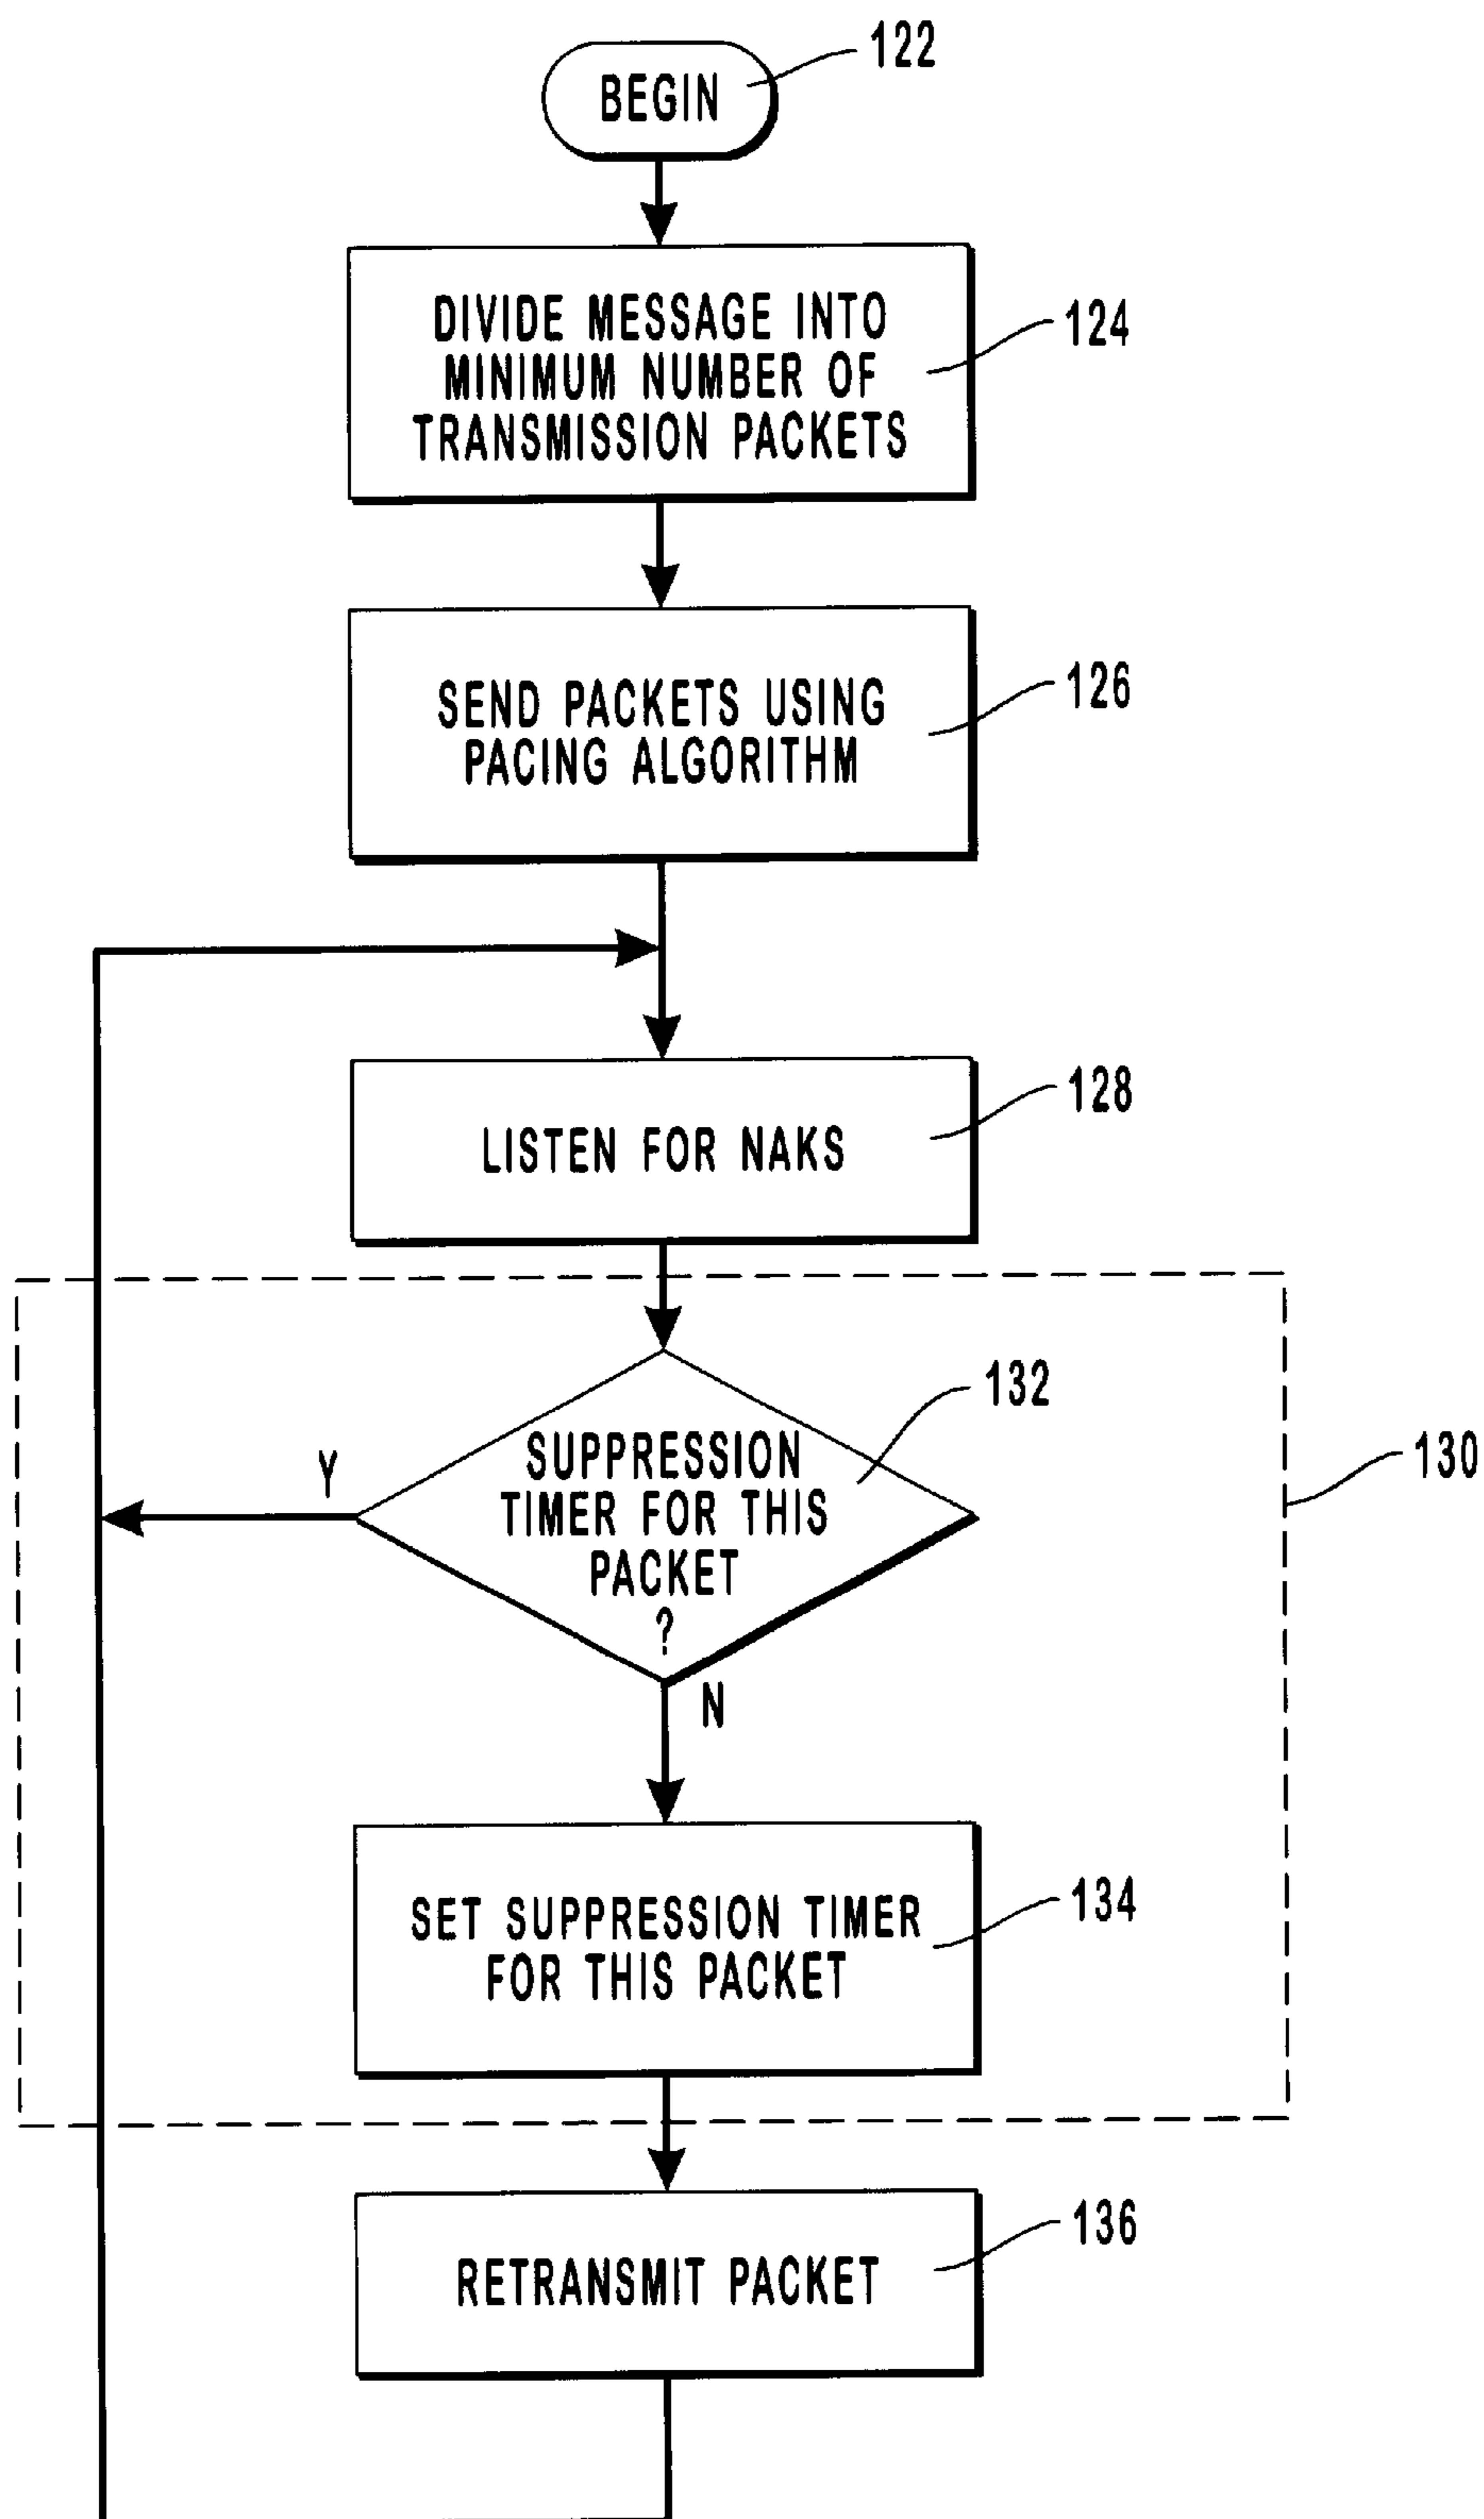 122
BEGIN
DIVIDE MESSAGE INTO
MINIMUM NUMBER OF
TRANSMISSION PACKETS
124
SEND PACKETS USING
PACING ALGORITHM
126
LISTEN FOR NAKS
128
130
132
SUPPRESSION
TIMER FOR THIS
PACKET
?
Y
N
SET SUPPRESSION TIMER
FOR THIS PACKET
134
RETRANSMIT PACKET
136